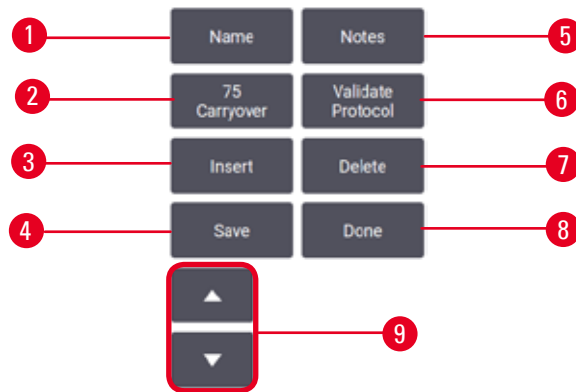 1 Name Notes 5
2 75 Carryover Validate Protocol 6
3 Insert Delete 7
4 Save Done 8
9